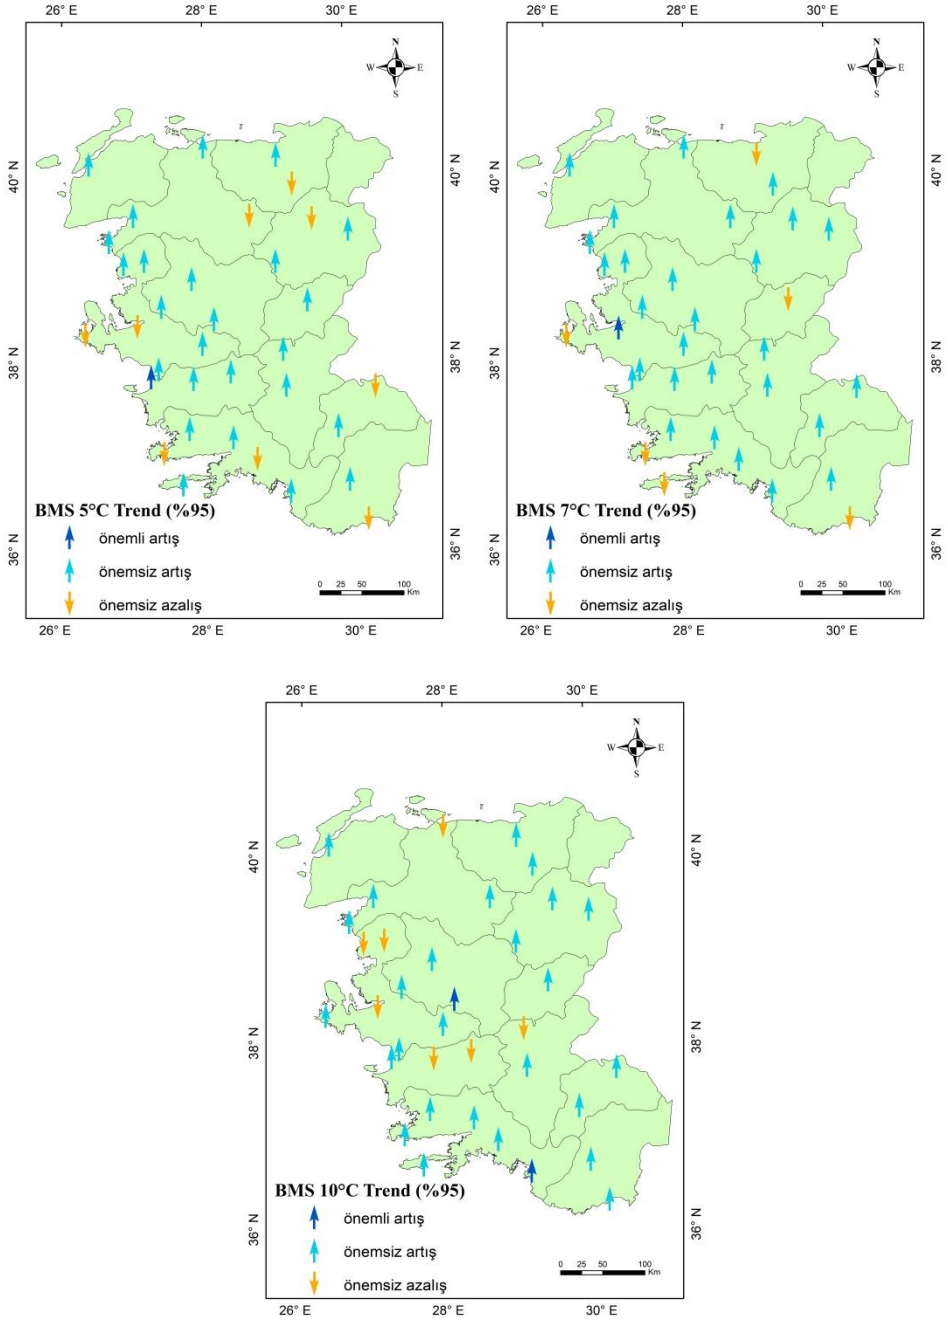 26° E 28° E 30° E
N
W E
S
40° N 40° N
38° N 38° N
36° N 36° N
BMS 5°C Trend (%95)
önemli artış
önemsiz artış
önemsiz azalış
0 25 50 100
Km
26° E 28° E 30° E
26° E 28° E 30° E
N
W E
S
40° N 40° N
38° N 38° N
36° N 36° N
BMS 7°C Trend (%95)
önemli artış
önemsiz artış
önemsiz azalış
0 25 50 100
Km
26° E 28° E 30° E
26° E 28° E 30° E
N
W E
S
40° N 40° N
38° N 38° N
36° N 36° N
BMS 10°C Trend (%95)
önemli artış
önemsiz artış
önemsiz azalış
0 25 50 100
Km
26° E 28° E 30° E